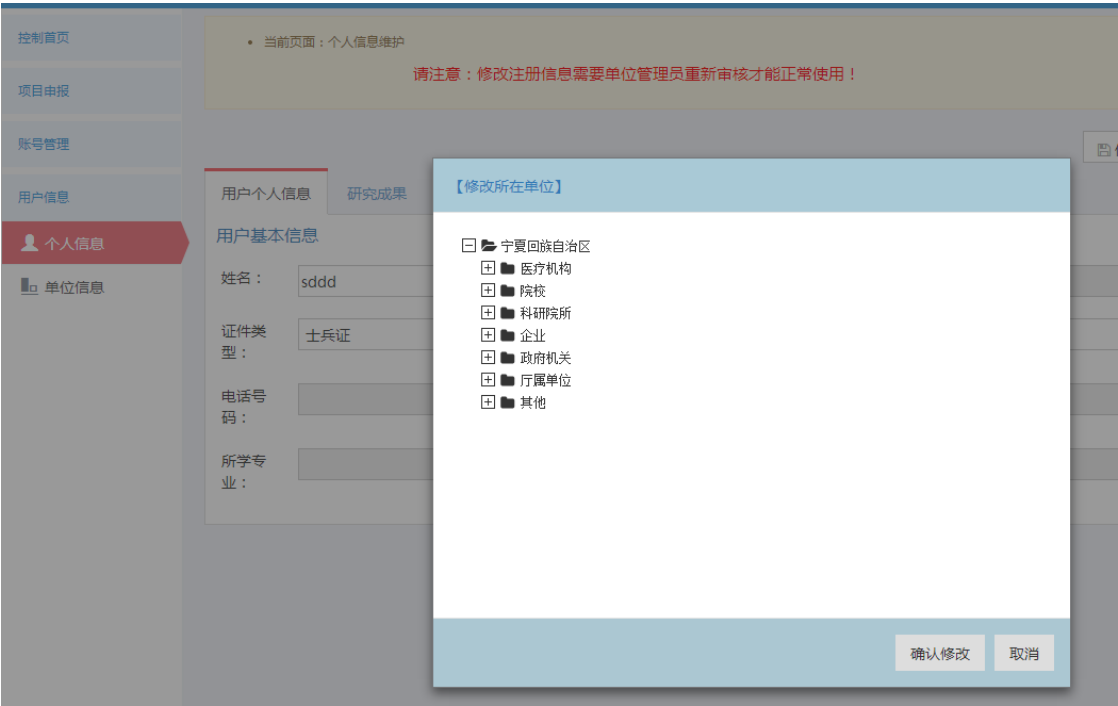 控制首页
项目申报
账号管理
用户信息
个人信息
单位信息
当前页面：个人信息维护
请注意：修改注册信息需要单位管理员重新审核才能正常使用！
用户个人信息
研究成果
用户基本信息
姓名：
sddd
证件类
型：
士兵证
电话号
码：
所学专
业：
【修改所在单位】
宁夏回族自治区
医疗机构
院校
科研院所
企业
政府机关
厅属单位
其他
确认修改
取消